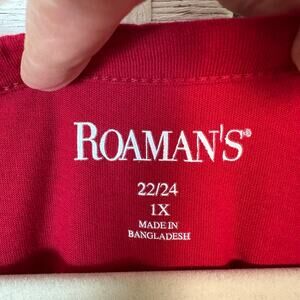 ROAMAN'S®
22/24
1X
MADE IN
BANGLADESH